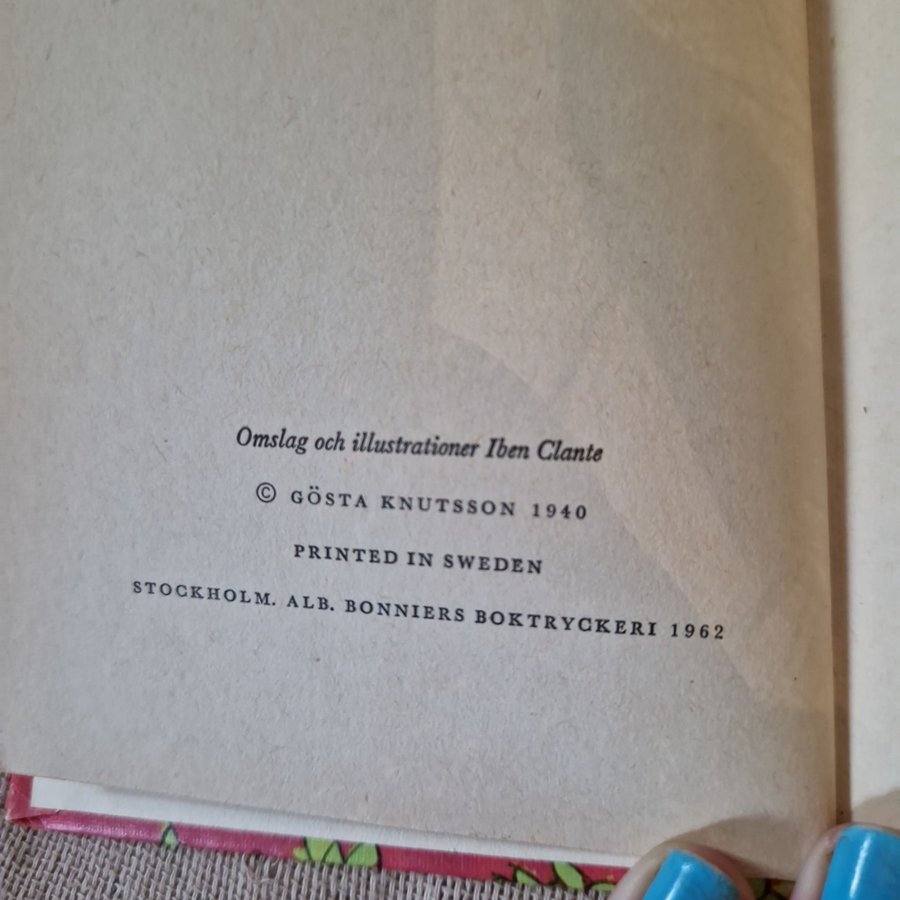 Omslag och illustrationer Iben Clante
© GÖSTA KNUTSSON 1940
PRINTED IN SWEDEN
STOCKHOLM. ALB. BONNIERS BOKTRYCKERI 1962